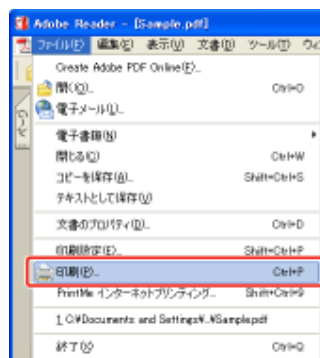 Adobe Reader - [Sample.pdf]
ファイル(F) 編集(E) 表示(V) 文書(D) ツール(T) ウィ
Create Adobe PDF Online(F)...
開く(O)... Ctrl+O
電子メール(L)...
電子書籍(N)
閉じる(C) Ctrl+W
コピーを保存(A)... Shift+Ctrl+S
テキストとして保存(V)
文書のプロパティ(D)... Ctrl+D
印刷設定(E)... Shift+Ctrl+P
印刷(P)... Ctrl+P
PrintMe インターネットプリンティング... Shift+Ctrl+9
1 C:¥Documents and Settings¥..¥Sample.pdf
終了(X) Ctrl+Q